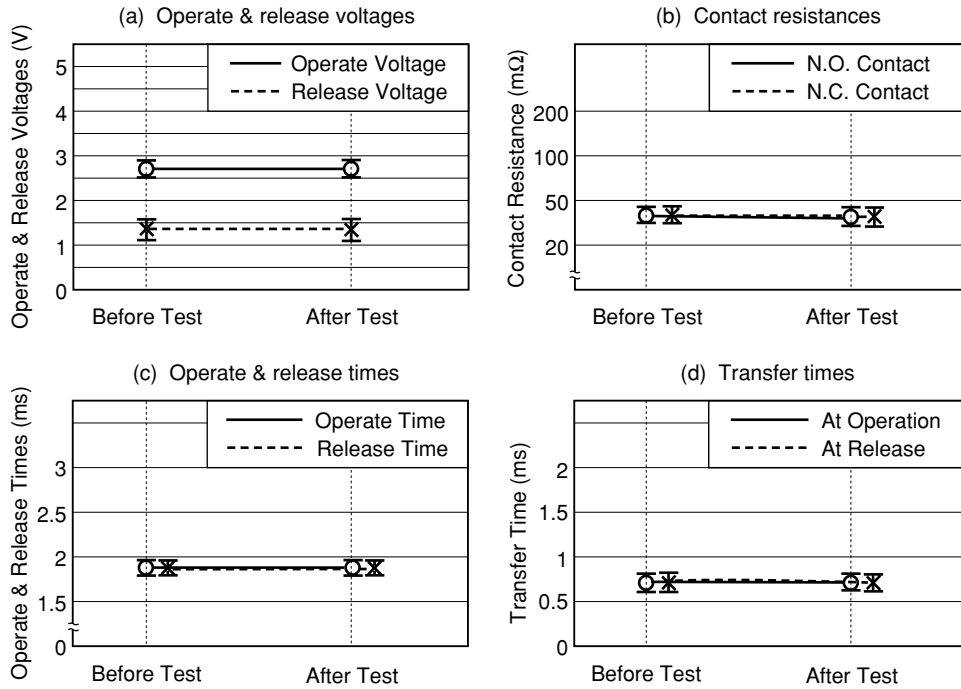 (a) Operate & release voltages
Operate & Release Voltages (V)
5
4
3
2
1
0
Operate Voltage
Release Voltage
Before Test
After Test
(b) Contact resistances
Contact Resistance (mΩ)
200
100
50
20
N.O. Contact
N.C. Contact
Before Test
After Test
(c) Operate & release times
Operate & Release Times (ms)
3
2.5
2
1.5
0
Operate Time
Release Time
Before Test
After Test
(d) Transfer times
Transfer Time (ms)
2
1.5
1
0.5
0
At Operation
At Release
Before Test
After Test